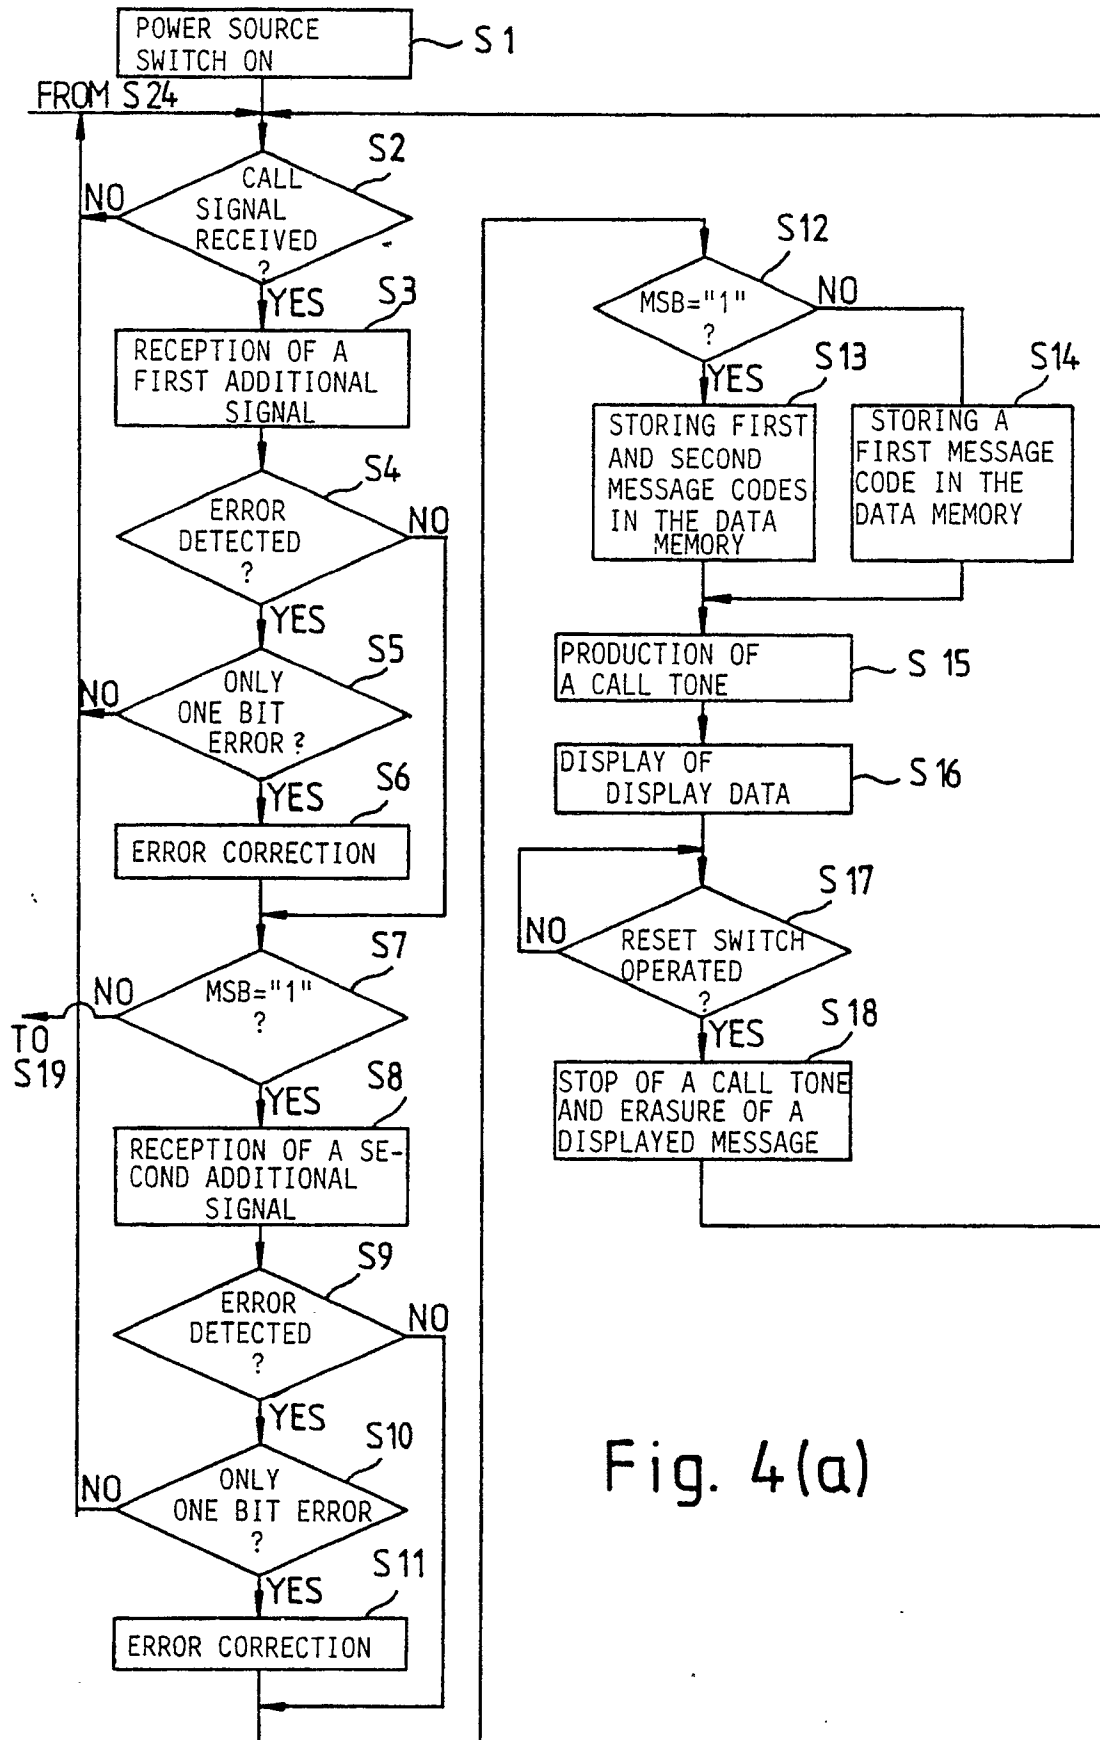 POWER SOURCE
SWITCH ON
S1
FROM S24
S2
CALL
SIGNAL
RECEIVED
?
NO
YES
S3
RECEPTION OF A
FIRST ADDITIONAL
SIGNAL
S4
ERROR
DETECTED
?
NO
YES
S5
ONLY
ONE BIT
ERROR?
NO
YES
S6
ERROR CORRECTION
S7
MSB="1"
?
NO
TO
S19
YES
S8
RECEPTION OF A SE-
COND ADDITIONAL
SIGNAL
S9
ERROR
DETECTED
?
NO
YES
S10
ONLY
ONE BIT ERROR
?
NO
YES
S11
ERROR CORRECTION
S12
MSB="1"
?
NO
YES
S13
STORING FIRST
AND SECOND
MESSAGE CODES
IN THE DATA
MEMORY
S14
STORING A
FIRST MESSAGE
CODE IN THE
DATA MEMORY
PRODUCTION OF
A CALL TONE
S15
DISPLAY OF
DISPLAY DATA
S16
S17
RESET SWITCH
OPERATED
?
NO
YES
S18
STOP OF A CALL TONE
AND ERASURE OF A
DISPLAYED MESSAGE
Fig. 4(a)